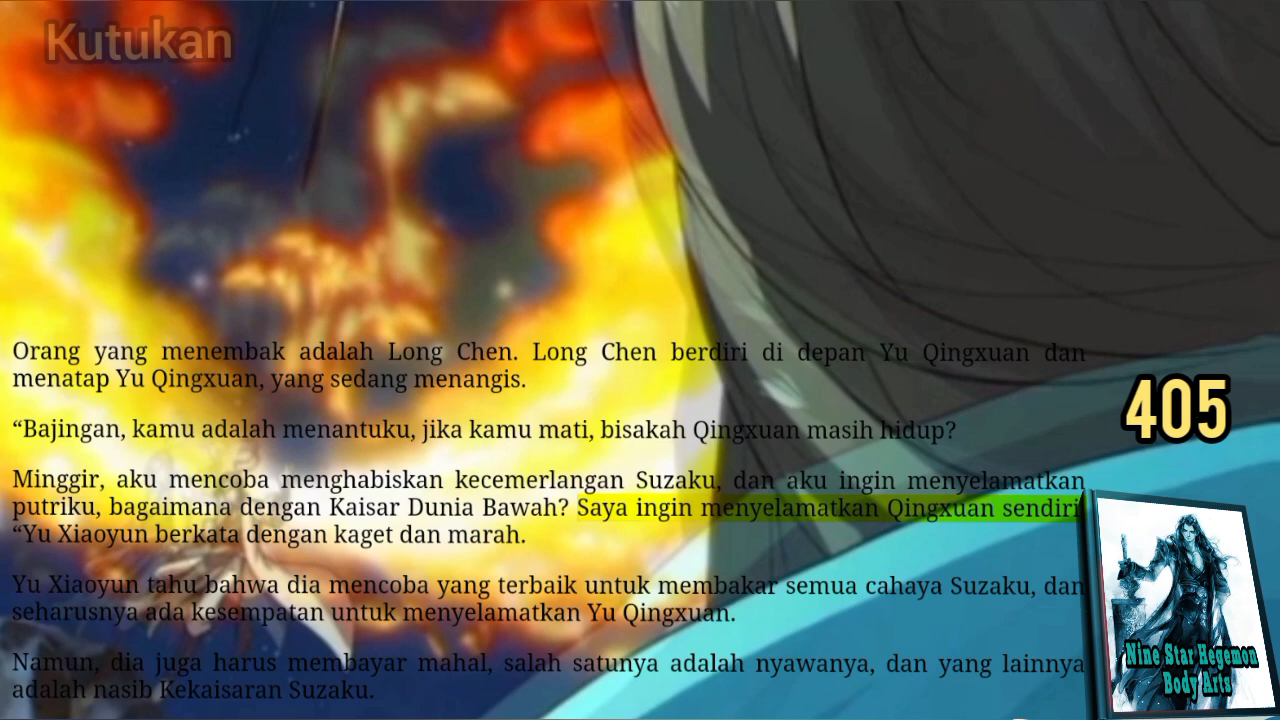 Kutukan
Orang yang menembak adalah Long Chen. Long Chen berdiri di depan Yu Qingxuan dan
menatap Yu Qingxuan, yang sedang menangis.
“Bajingan, kamu adalah menantuku, jika kamu mati, bisakah Qingxuan masih hidup?
Minggir, aku mencoba menghabiskan kecemerlangan Suzaku, dan aku ingin menyelamatkan
putriku, bagaimana dengan Kaisar Dunia Bawah? Saya ingin menyelamatkan Qingxuan sendiri!
“Yu Xiaoyun berkata dengan kaget dan marah.
Yu Xiaoyun tahu bahwa dia mencoba yang terbaik untuk membakar semua cahaya Suzaku, dan
seharusnya ada kesempatan untuk menyelamatkan Yu Qingxuan.
Namun, dia juga harus membayar mahal, salah satunya adalah nyawanya, dan yang lainnya
adalah nasib Kekaisaran Suzaku.
405
Nine Star Hegemon
Body Arts